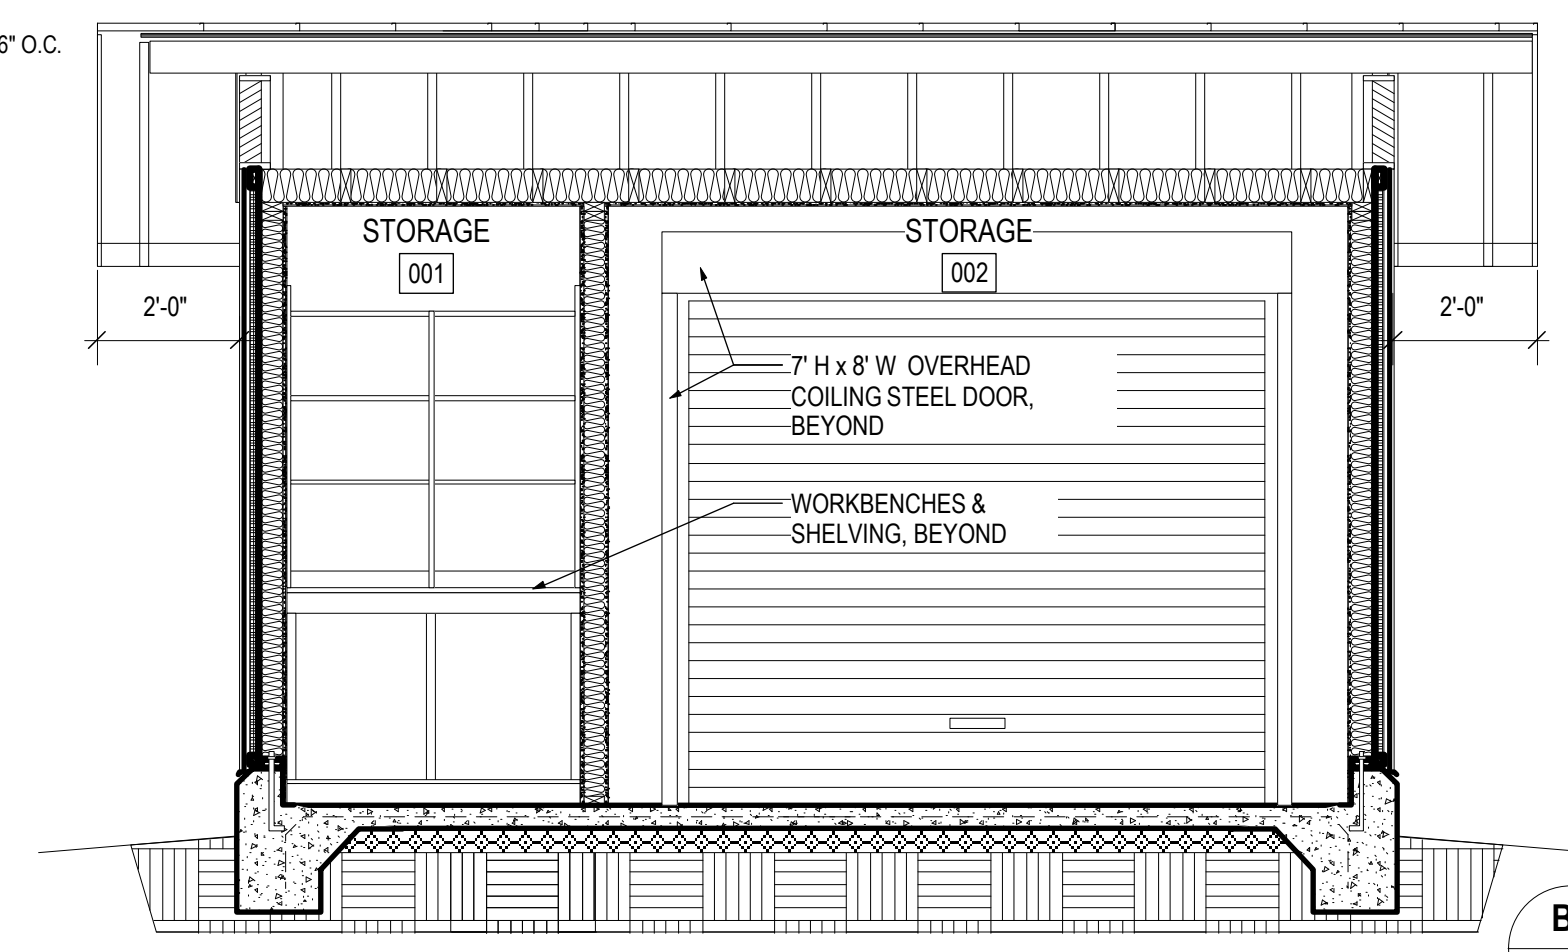 6" O.C.
STORAGE
001
STORAGE
002
2'-0"
2'-0"
7' H x 8' W OVERHEAD
COILING STEEL DOOR,
BEYOND
WORKBENCHES &
SHELVING, BEYOND
B